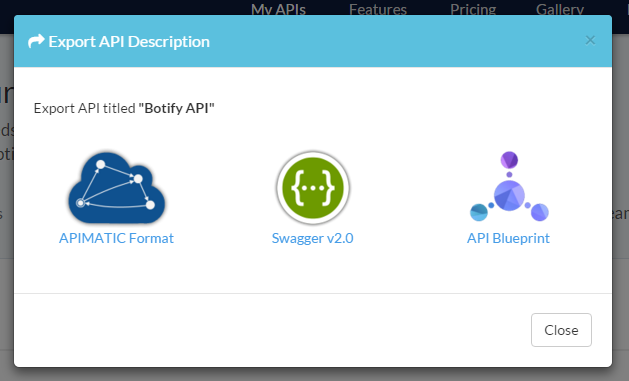 My APIs Features Pricing Gallery
Export API Description ×
Export API titled "Botify API"
APIMATIC Format Swagger v2.0 API Blueprint
Close